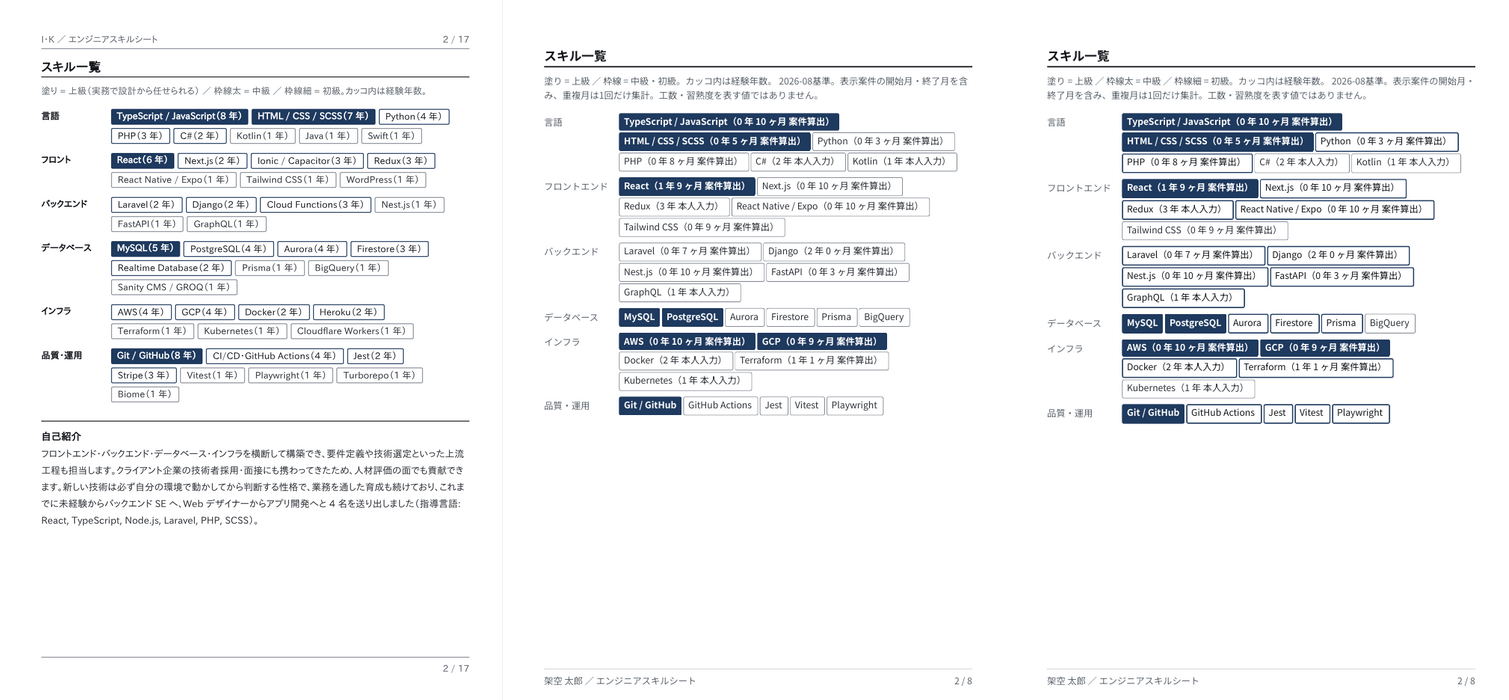 I・K ／ エンジニアスキルシート
2 / 17
スキル一覧
塗り = 上級（実務で設計から任せられる） ／ 枠線太 = 中級 ／ 枠線細 = 初級。カッコ内は経験年数。
言語
TypeScript / JavaScript（8 年） HTML / CSS / SCSS（7 年） Python（4 年）
PHP（3 年） C#（2 年） Kotlin（1 年） Java（1 年） Swift（1 年）
フロント
React（6 年） Next.js（2 年） Ionic / Capacitor（3 年） Redux（3 年）
React Native / Expo（1 年） Tailwind CSS（1 年） WordPress（1 年）
バックエンド
Laravel（2 年） Django（2 年） Cloud Functions（3 年） Nest.js（1 年）
FastAPI（1 年） GraphQL（1 年）
データベース
MySQL（5 年） PostgreSQL（4 年） Aurora（4 年） Firestore（3 年）
Realtime Database（2 年） Prisma（1 年） BigQuery（1 年）
Sanity CMS / GROQ（1 年）
インフラ
AWS（4 年） GCP（4 年） Docker（2 年） Heroku（2 年）
Terraform（1 年） Kubernetes（1 年） Cloudflare Workers（1 年）
品質・運用
Git / GitHub（8 年） CI/CD・GitHub Actions（4 年） Jest（2 年）
Stripe（3 年） Vitest（1 年） Playwright（1 年） Turborepo（1 年）
Biome（1 年）
自己紹介
フロントエンド・バックエンド・データベース・インフラを横断して構築でき、要件定義や技術選定といった上流
工程も担当します。クライアント企業の技術者採用・面接にも携わってきたため、人材評価の面でも貢献でき
ます。新しい技術は必ず自分の環境で動かしてから判断する性格で、業務を通した育成も続けており、これま
でに未経験からバックエンド SE へ、Web デザイナーからアプリ開発へと 4 名を送り出しました（指導言語:
React, TypeScript, Node.js, Laravel, PHP, SCSS）。
2 / 17
スキル一覧
塗り = 上級 ／ 枠線 = 中級・初級。カッコ内は経験年数。 2026-08基準。表示案件の開始月・終了月を含
み、重複月は1回だけ集計。工数・習熟度を表す値ではありません。
言語
TypeScript / JavaScript（0 年 10 ヶ月 案件算出）
HTML / CSS / SCSS（0 年 5 ヶ月 案件算出） Python（0 年 3 ヶ月 案件算出）
PHP（0 年 8 ヶ月 案件算出） C#（2 年 本人入力） Kotlin（1 年 本人入力）
フロントエンド
React（1 年 9 ヶ月 案件算出） Next.js（0 年 10 ヶ月 案件算出）
Redux（3 年 本人入力） React Native / Expo（0 年 10 ヶ月 案件算出）
Tailwind CSS（0 年 9 ヶ月 案件算出）
バックエンド
Laravel（0 年 7 ヶ月 案件算出） Django（2 年 0 ヶ月 案件算出）
Nest.js（0 年 10 ヶ月 案件算出） FastAPI（0 年 3 ヶ月 案件算出）
GraphQL（1 年 本人入力）
データベース
MySQL PostgreSQL Aurora Firestore Prisma BigQuery
インフラ
AWS（0 年 10 ヶ月 案件算出） GCP（0 年 9 ヶ月 案件算出）
Docker（2 年 本人入力） Terraform（1 年 1 ヶ月 案件算出）
Kubernetes（1 年 本人入力）
品質・運用
Git / GitHub GitHub Actions Jest Vitest Playwright
架空 太郎 ／ エンジニアスキルシート
2 / 8
スキル一覧
塗り = 上級 ／ 枠線太 = 中級 ／ 枠線細 = 初級。カッコ内は経験年数。 2026-08基準。表示案件の開始月・
終了月を含み、重複月は1回だけ集計。工数・習熟度を表す値ではありません。
言語
TypeScript / JavaScript（0 年 10 ヶ月 案件算出）
HTML / CSS / SCSS（0 年 5 ヶ月 案件算出） Python（0 年 3 ヶ月 案件算出）
PHP（0 年 8 ヶ月 案件算出） C#（2 年 本人入力） Kotlin（1 年 本人入力）
フロントエンド
React（1 年 9 ヶ月 案件算出） Next.js（0 年 10 ヶ月 案件算出）
Redux（3 年 本人入力） React Native / Expo（0 年 10 ヶ月 案件算出）
Tailwind CSS（0 年 9 ヶ月 案件算出）
バックエンド
Laravel（0 年 7 ヶ月 案件算出） Django（2 年 0 ヶ月 案件算出）
Nest.js（0 年 10 ヶ月 案件算出） FastAPI（0 年 3 ヶ月 案件算出）
GraphQL（1 年 本人入力）
データベース
MySQL PostgreSQL Aurora Firestore Prisma BigQuery
インフラ
AWS（0 年 10 ヶ月 案件算出） GCP（0 年 9 ヶ月 案件算出）
Docker（2 年 本人入力） Terraform（1 年 1 ヶ月 案件算出）
Kubernetes（1 年 本人入力）
品質・運用
Git / GitHub GitHub Actions Jest Vitest Playwright
架空 太郎 ／ エンジニアスキルシート
2 / 8